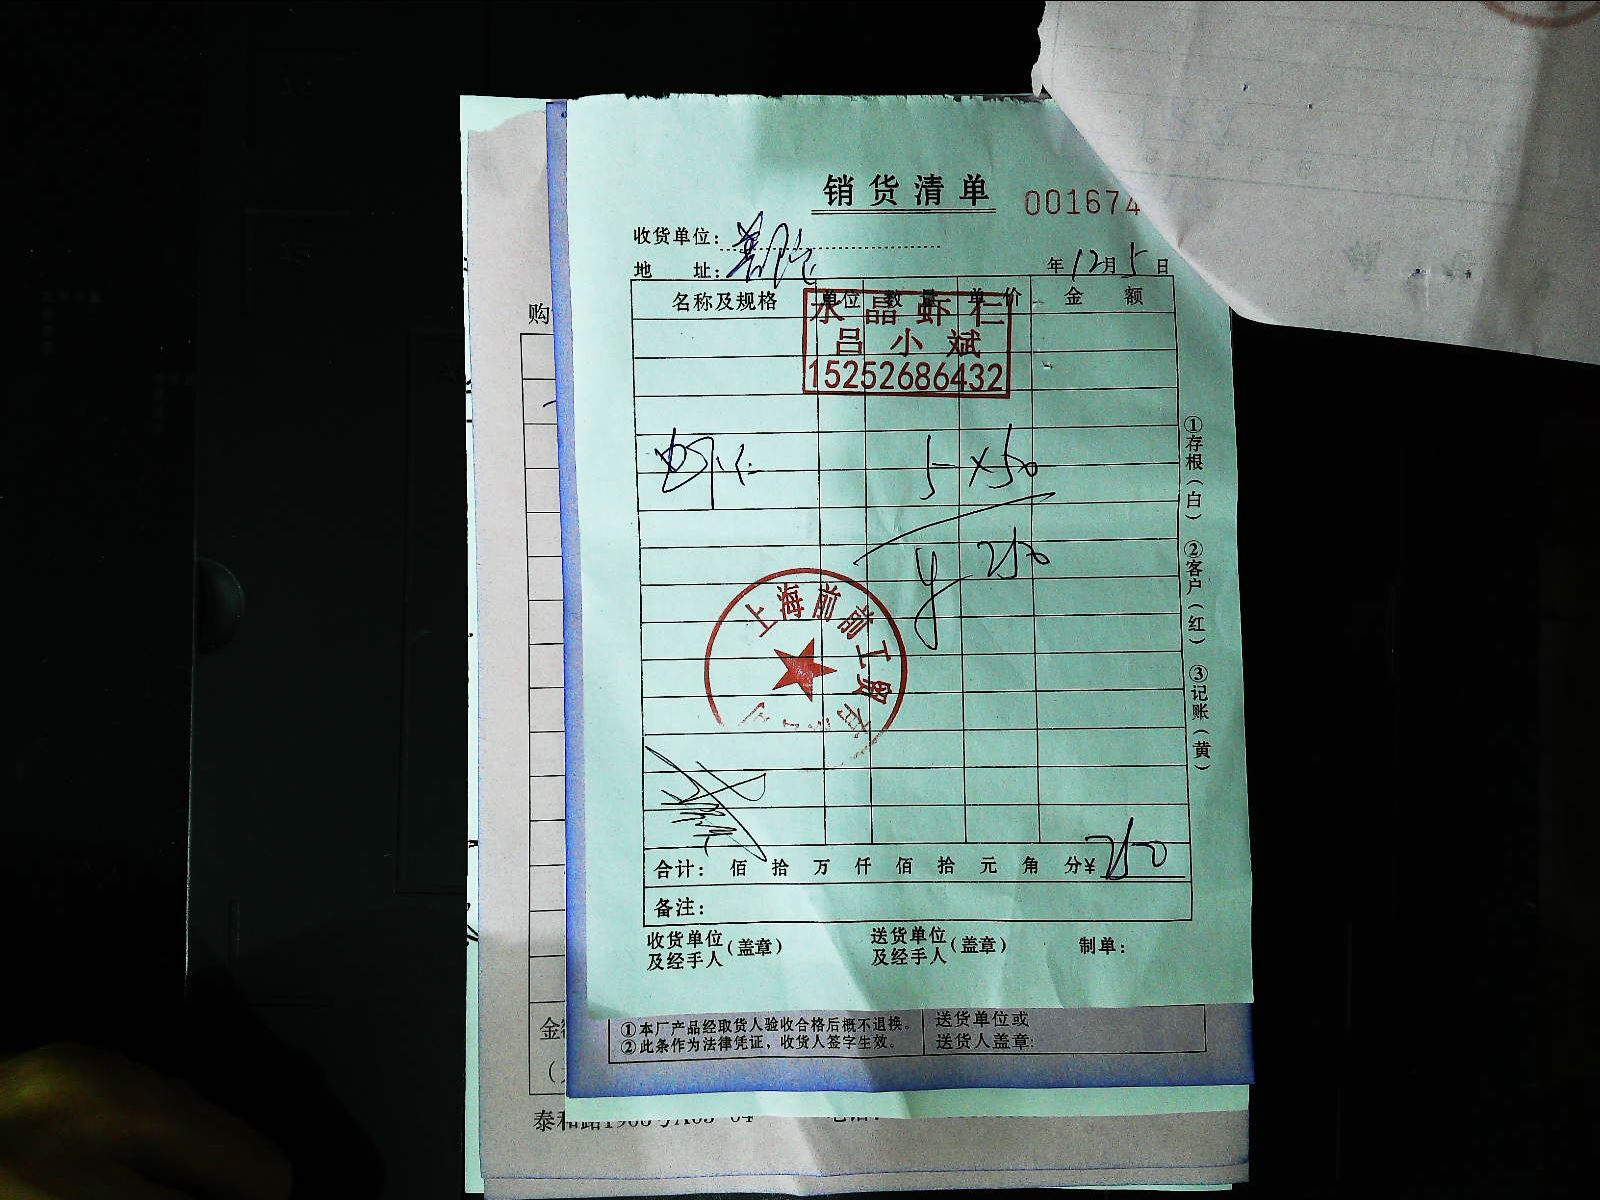 销货清单 001674
收货单位：
地 址： 年12月5日
名称及规格 单位 数量 单价 金额
水晶虾仁
吕小斌
15252686432
虾仁 5×50
¥250
上海前前工贸有
合计： 佰 拾 万 仟 佰 拾 元 角 分¥250
备注：
收货单位及经手人（盖章） 送货单位及经手人（盖章） 制单：
①存根（白） ②客户（红） ③记账（黄）
①本厂产品经取货人验收合格后概不退换。
②此条作为法律凭证，收货人签字生效。
送货单位或
送货人盖章：
购
泰和路